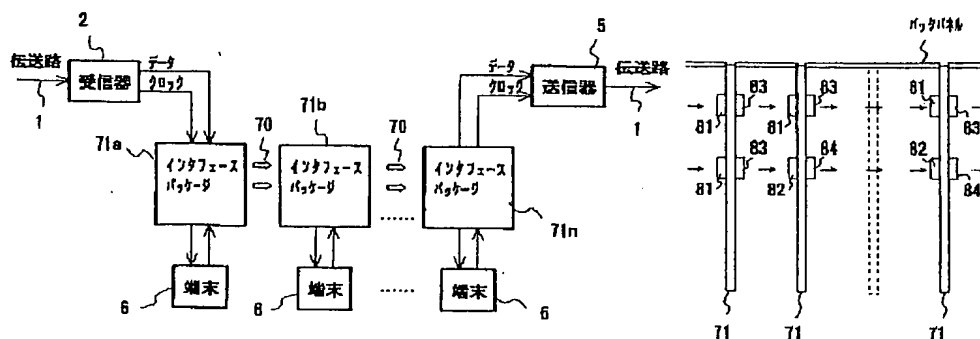 2
伝送路
受信器
データ
クロック
1
71a
インタフェース
パッケージ
70
71b
インタフェース
パッケージ
70
データ
クロック
5
送信器
伝送路
1
インタフェース
パッケージ
71n
端末
6
端末
6
端末
6
バックパネル
83
81
83
81
81
83
83
81
84
82
82
84
71
71
71